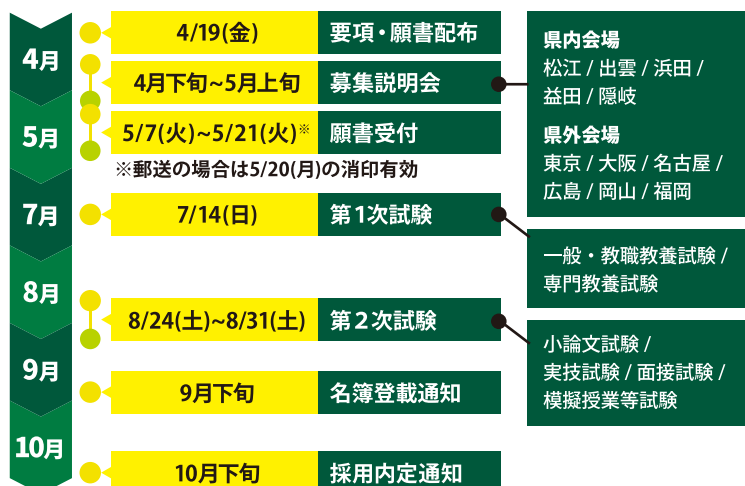 4月
4/19(金)
要項・願書配布
4月下旬~5月上旬
募集説明会
県内会場
松江 / 出雲 / 浜田 /
益田 / 隠岐
県外会場
東京 / 大阪 / 名古屋 /
広島 / 岡山 / 福岡
5月
5/7(火)~5/21(火)※
願書受付
※郵送の場合は5/20(月)の消印有効
7月
7/14(日)
第1次試験
一般・教職教養試験 /
専門教養試験
8月
8/24(土)~8/31(土)
第2次試験
小論文試験 /
実技試験 / 面接試験 /
模擬授業等試験
9月
9月下旬
名簿登載通知
10月
10月下旬
採用内定通知